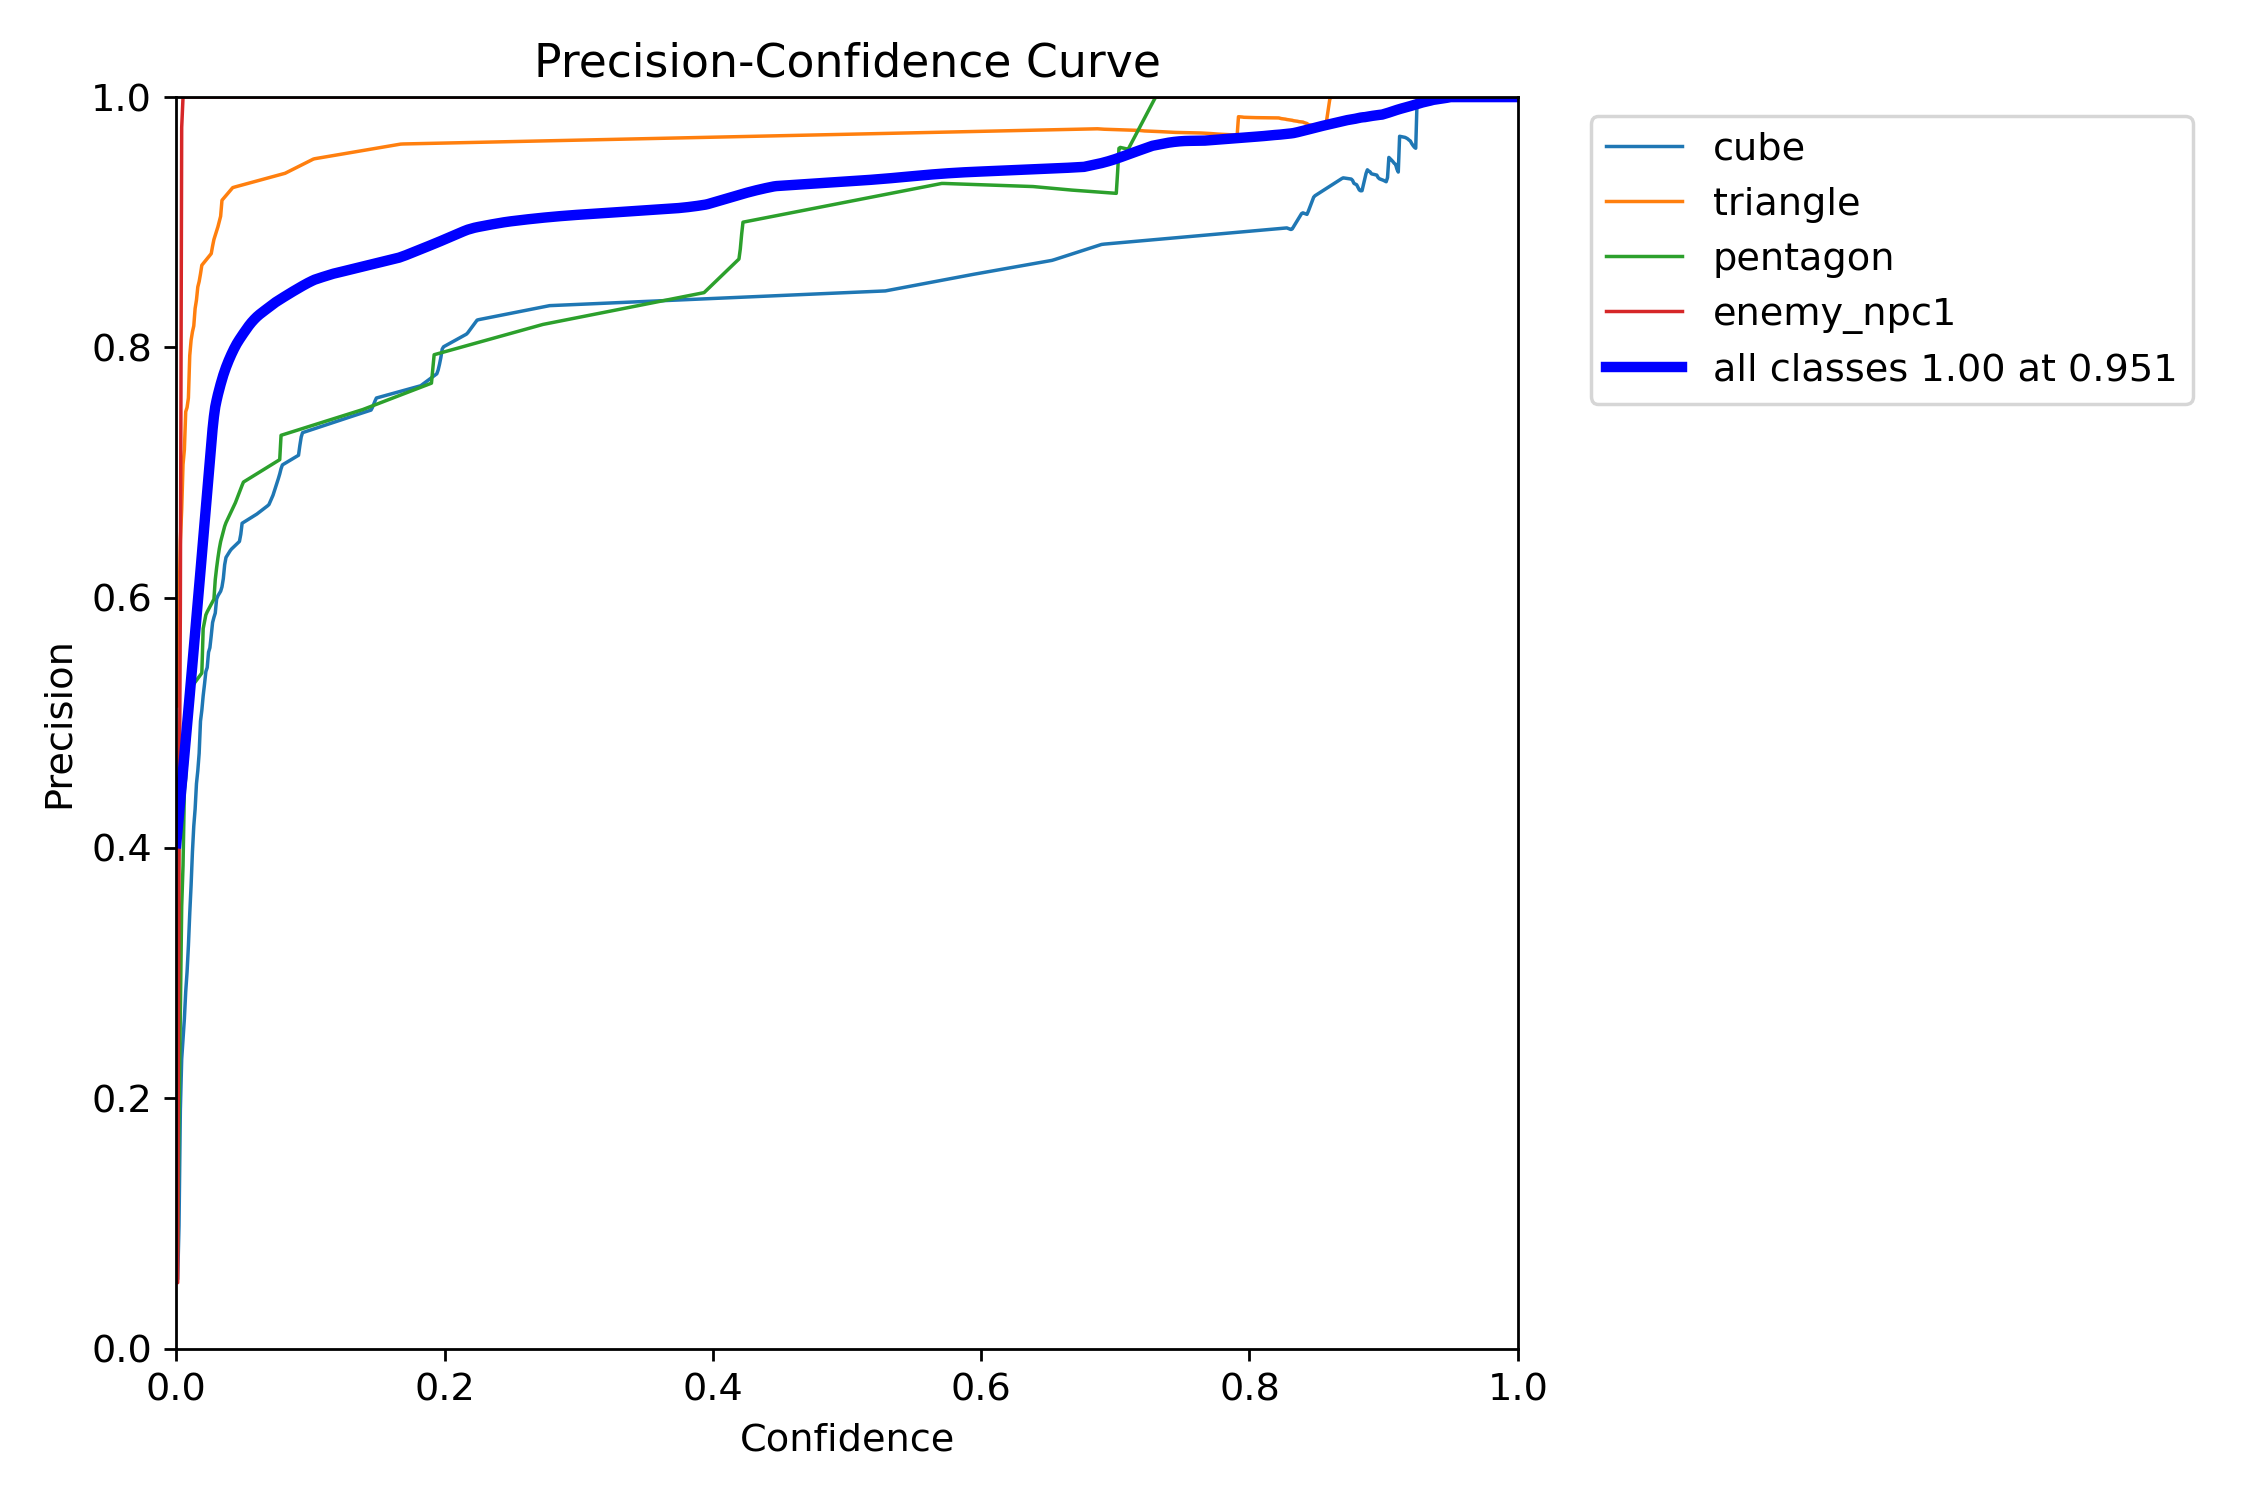 Precision-Confidence Curve
1.0
0.8
0.6
0.4
0.2
0.0
Precision
0.0 0.2 0.4 0.6 0.8 1.0
Confidence
cube
triangle
pentagon
enemy_npc1
all classes 1.00 at 0.951